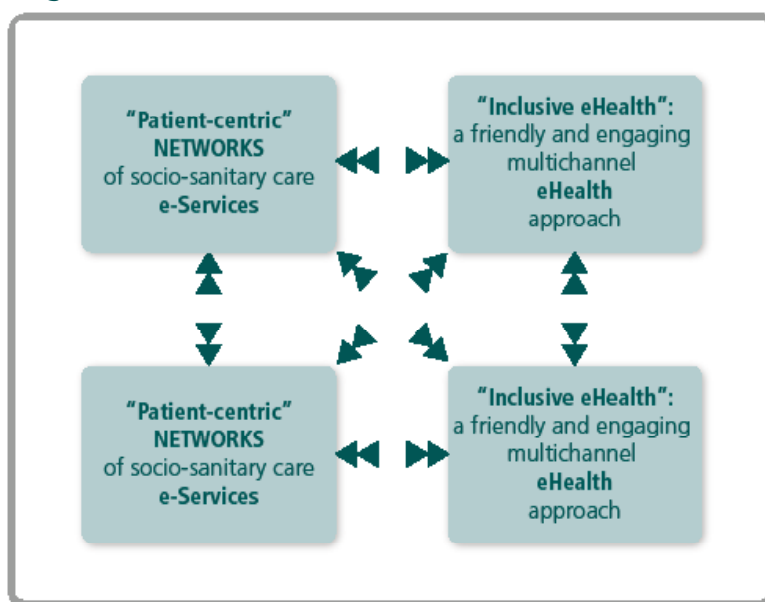 “Patient-centric”
NETWORKS
of socio-sanitary care
e-Services
“Inclusive eHealth”:
a friendly and engaging
multichannel
eHealth
approach
“Patient-centric”
NETWORKS
of socio-sanitary care
e-Services
“Inclusive eHealth”:
a friendly and engaging
multichannel
eHealth
approach